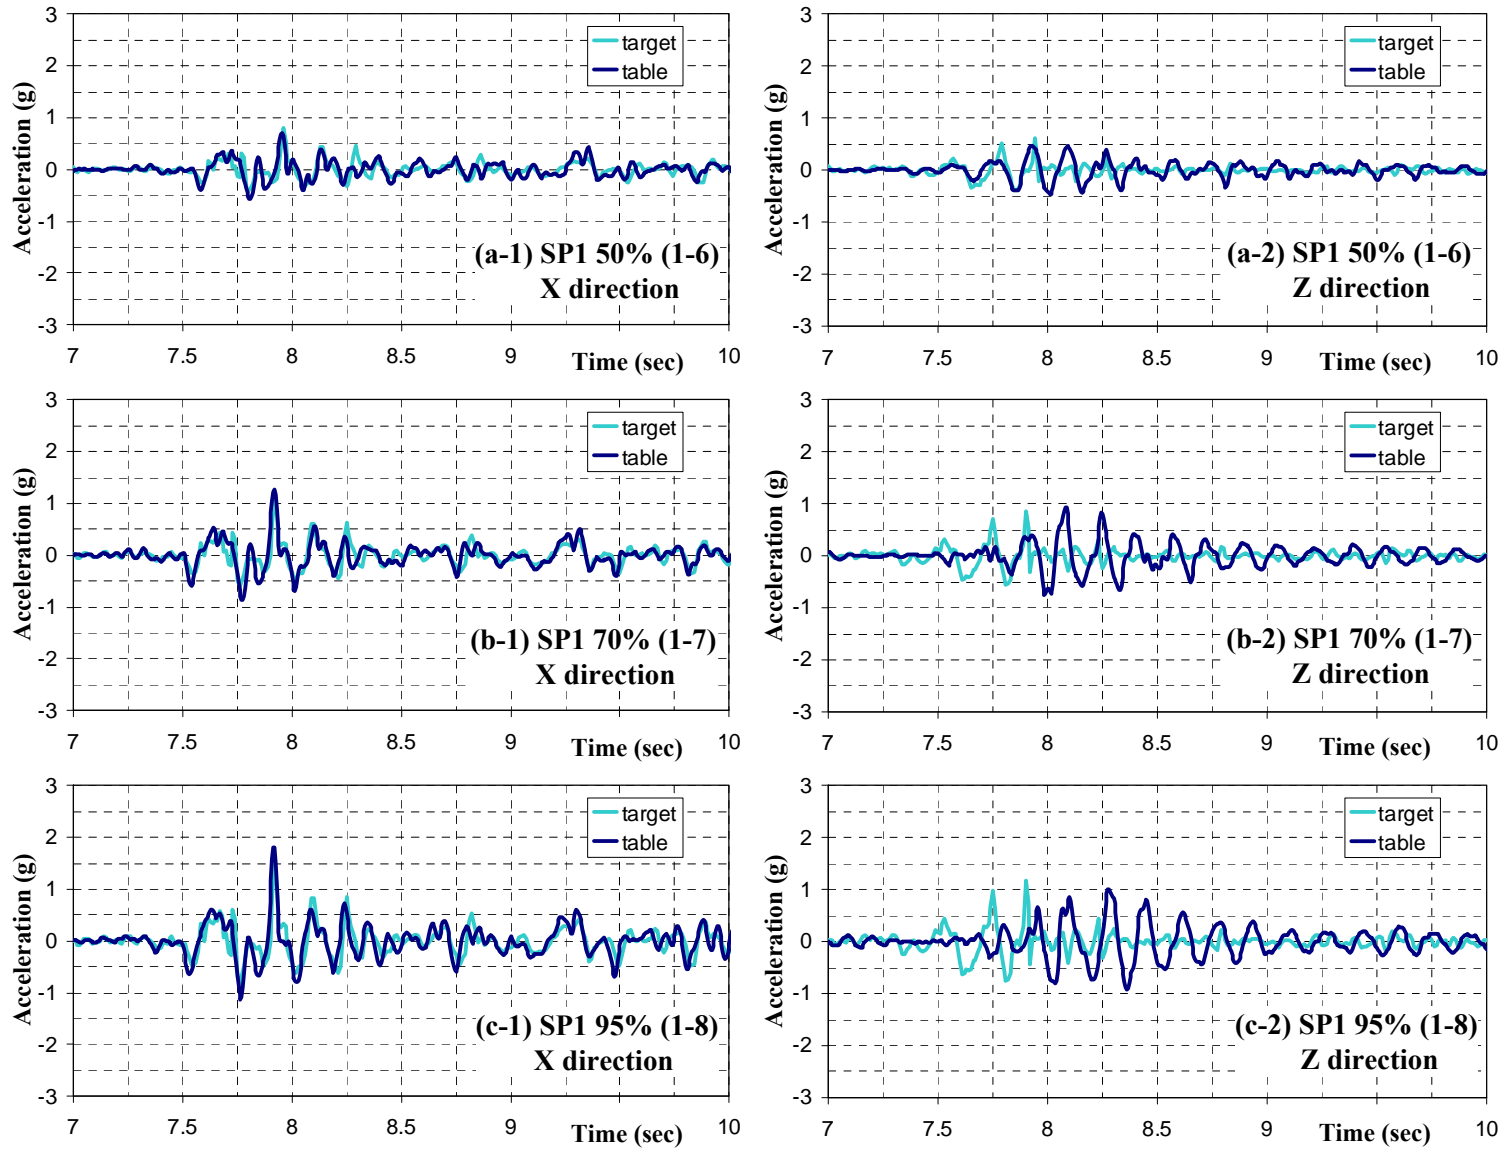 3
2
1
0
-1
-2
-3
Acceleration (g)
target
table
(a-1) SP1 50% (1-6)
X direction
7
7.5
8
8.5
9
Time (sec)
10
3
2
1
0
-1
-2
-3
Acceleration (g)
target
table
(a-2) SP1 50% (1-6)
Z direction
7
7.5
8
8.5
9
Time (sec)
10
3
2
1
0
-1
-2
-3
Acceleration (g)
target
table
(b-1) SP1 70% (1-7)
X direction
7
7.5
8
8.5
9
Time (sec)
10
3
2
1
0
-1
-2
-3
Acceleration (g)
target
table
(b-2) SP1 70% (1-7)
Z direction
7
7.5
8
8.5
9
Time (sec)
10
3
2
1
0
-1
-2
-3
Acceleration (g)
target
table
(c-1) SP1 95% (1-8)
X direction
7
7.5
8
8.5
9
Time (sec)
10
3
2
1
0
-1
-2
-3
Acceleration (g)
target
table
(c-2) SP1 95% (1-8)
Z direction
7
7.5
8
8.5
9
Time (sec)
10